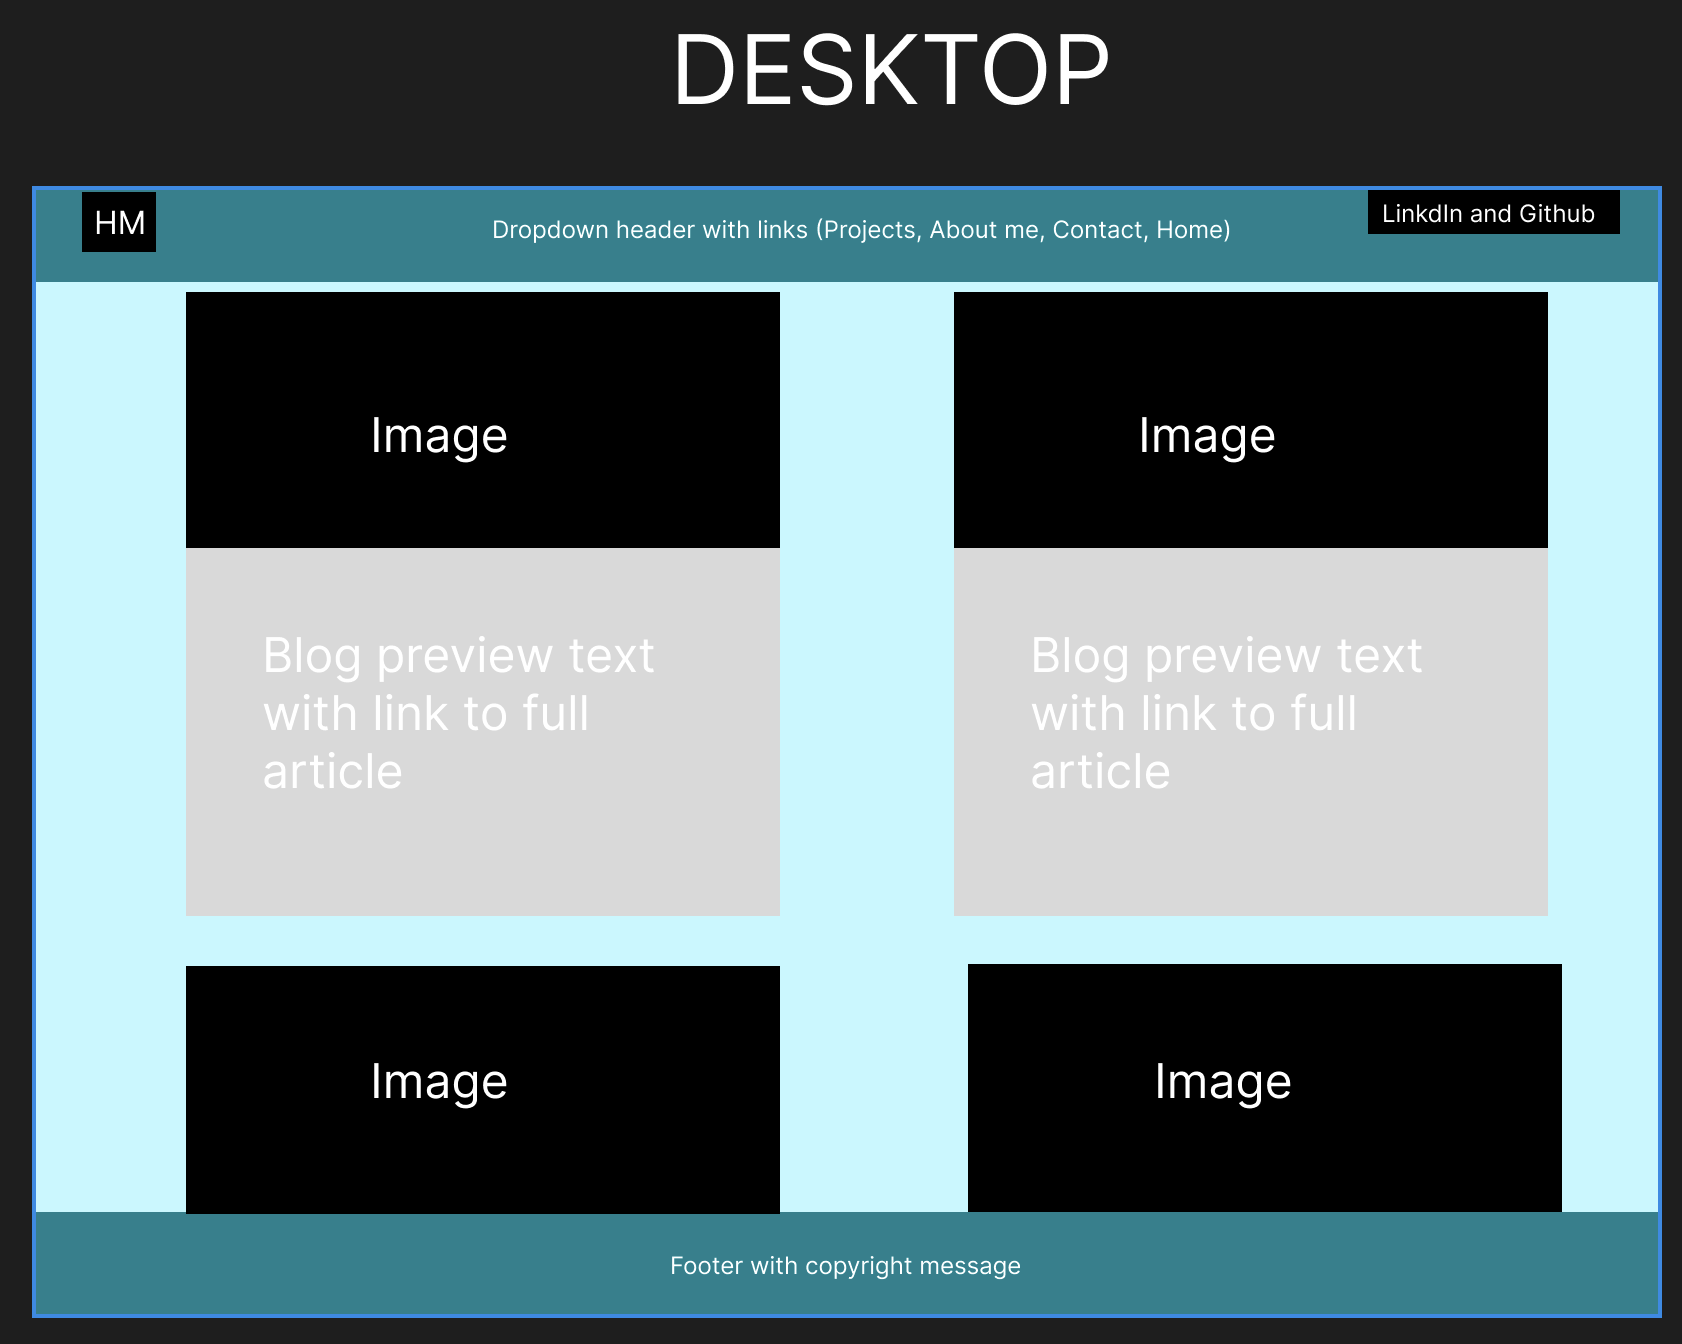 DESKTOP
HM
Dropdown header with links (Projects, About me, Contact, Home)
LinkdIn and Github
Image
Image
Blog preview text
with link to full
article
Blog preview text
with link to full
article
Image
Image
Footer with copyright message